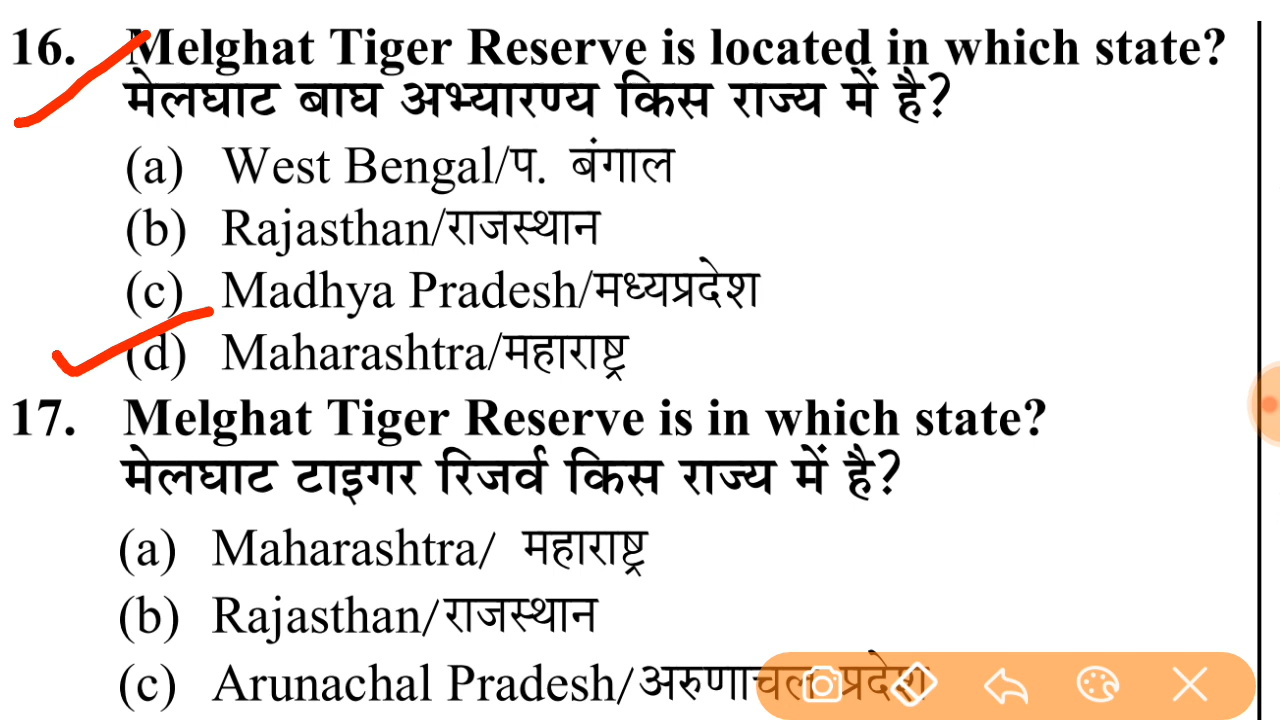 16. Melghat Tiger Reserve is located in which state?
मेलघाट बाघ अभ्यारण्य किस राज्य में है?
(a) West Bengal/प. बंगाल
(b) Rajasthan/राजस्थान
(c) Madhya Pradesh/मध्यप्रदेश
(d) Maharashtra/महाराष्ट्र
17. Melghat Tiger Reserve is in which state?
मेलघाट टाइगर रिजर्व किस राज्य में है?
(a) Maharashtra/ महाराष्ट्र
(b) Rajasthan/राजस्थान
(c) Arunachal Pradesh/अरुणाचल प्रदेश